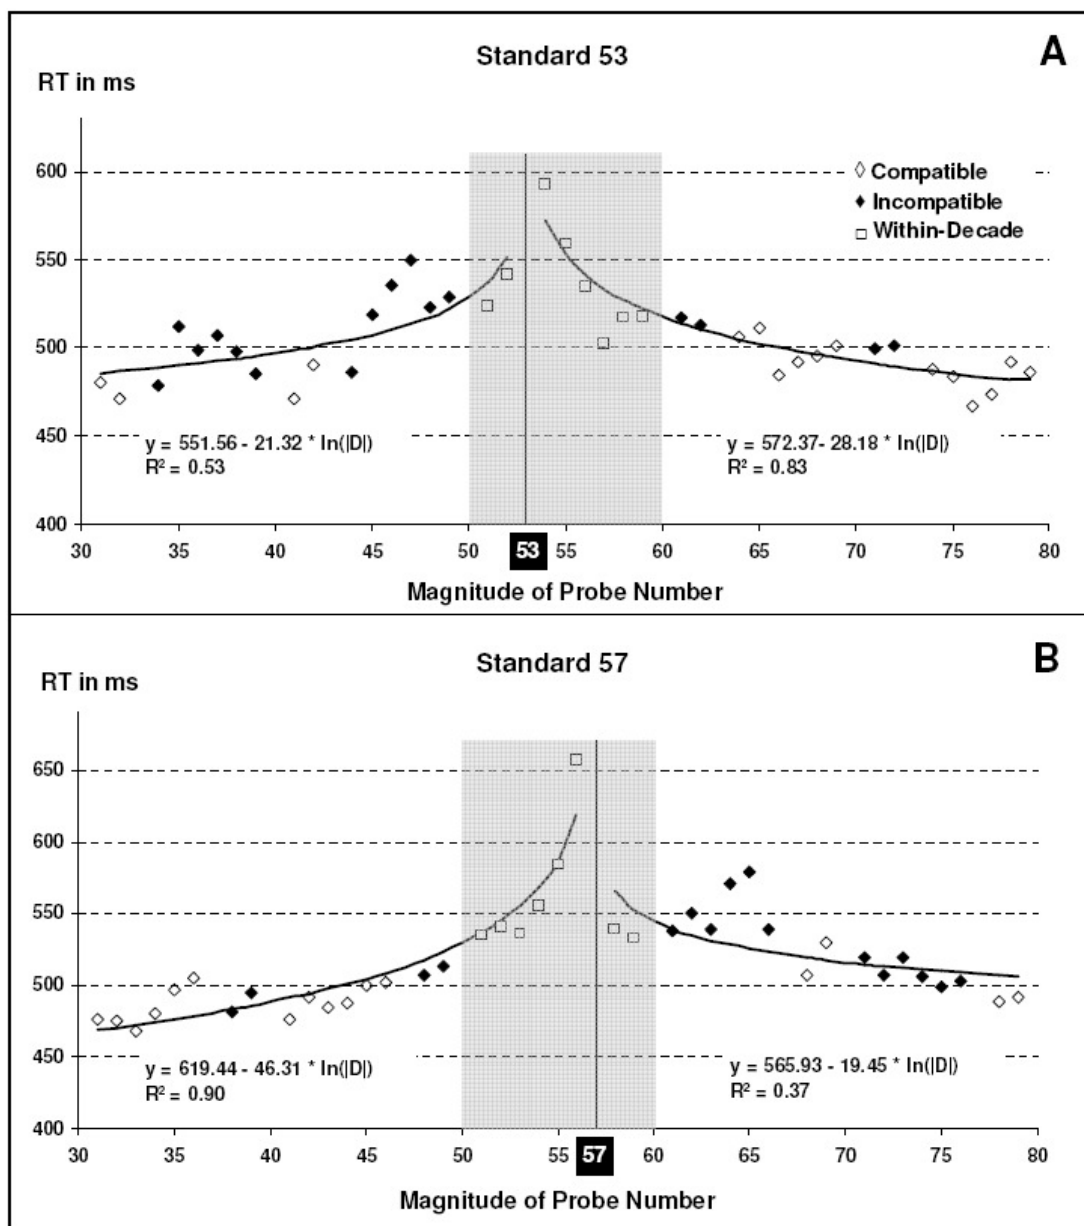 Standard 53
A
RT in ms
600
550
500
450
400
Compatible
Incompatible
Within-Decade
y = 551.56 - 21.32 * ln(|D|)
R² = 0.53
y = 572.37- 28.18 * ln(|D|)
R² = 0.83
30 35 40 45 50 53 55 60 65 70 75 80
Magnitude of Probe Number
Standard 57
B
RT in ms
650
600
550
500
450
400
y = 619.44 - 46.31 * ln(|D|)
R² = 0.90
y = 565.93 - 19.45 * ln(|D|)
R² = 0.37
30 35 40 45 50 55 57 60 65 70 75 80
Magnitude of Probe Number